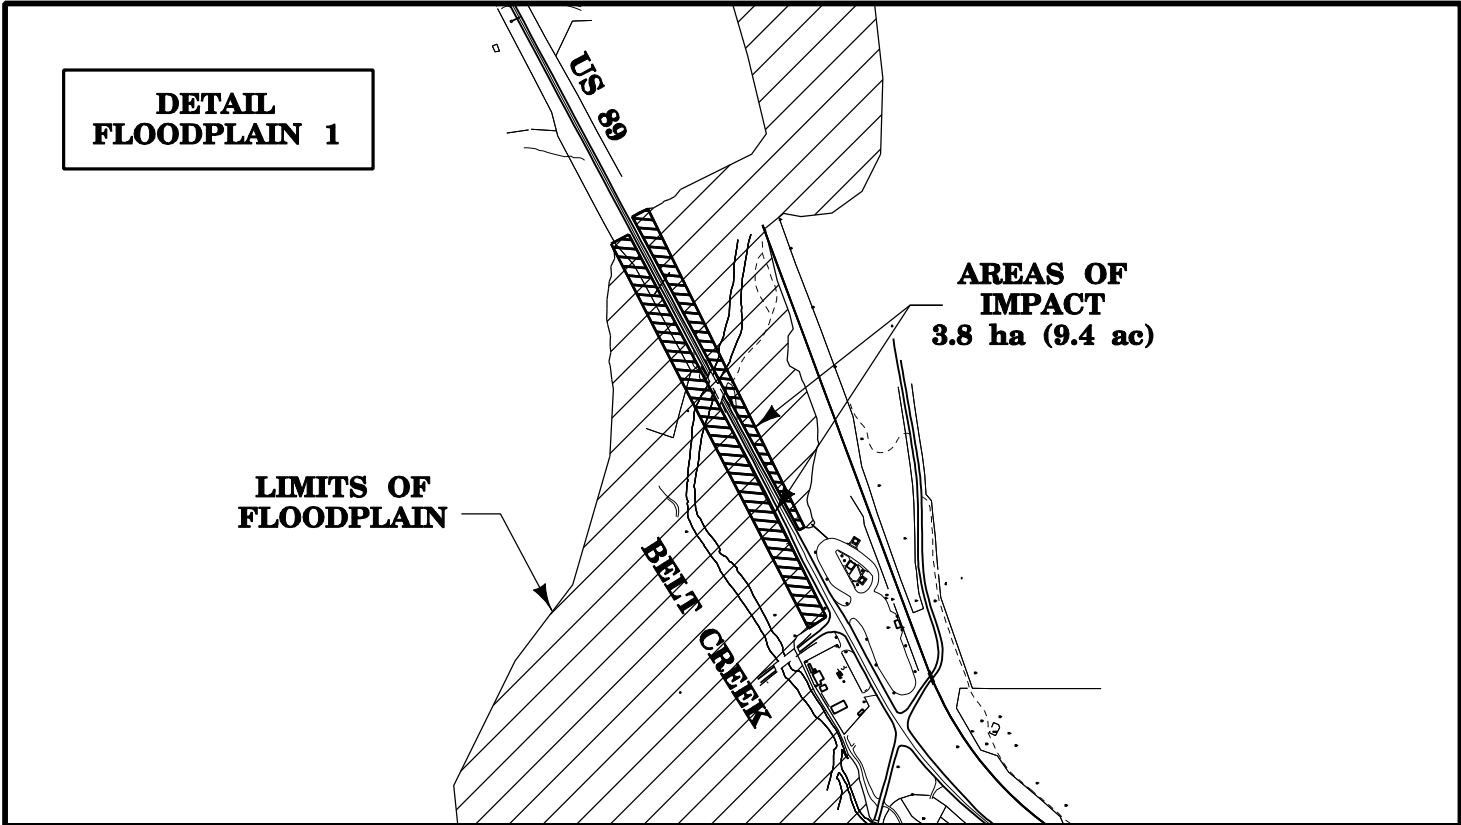 DETAIL
FLOODPLAIN 1
US 89
AREAS OF
IMPACT
3.8 ha (9.4 ac)
LIMITS OF
FLOODPLAIN
BELT CREEK